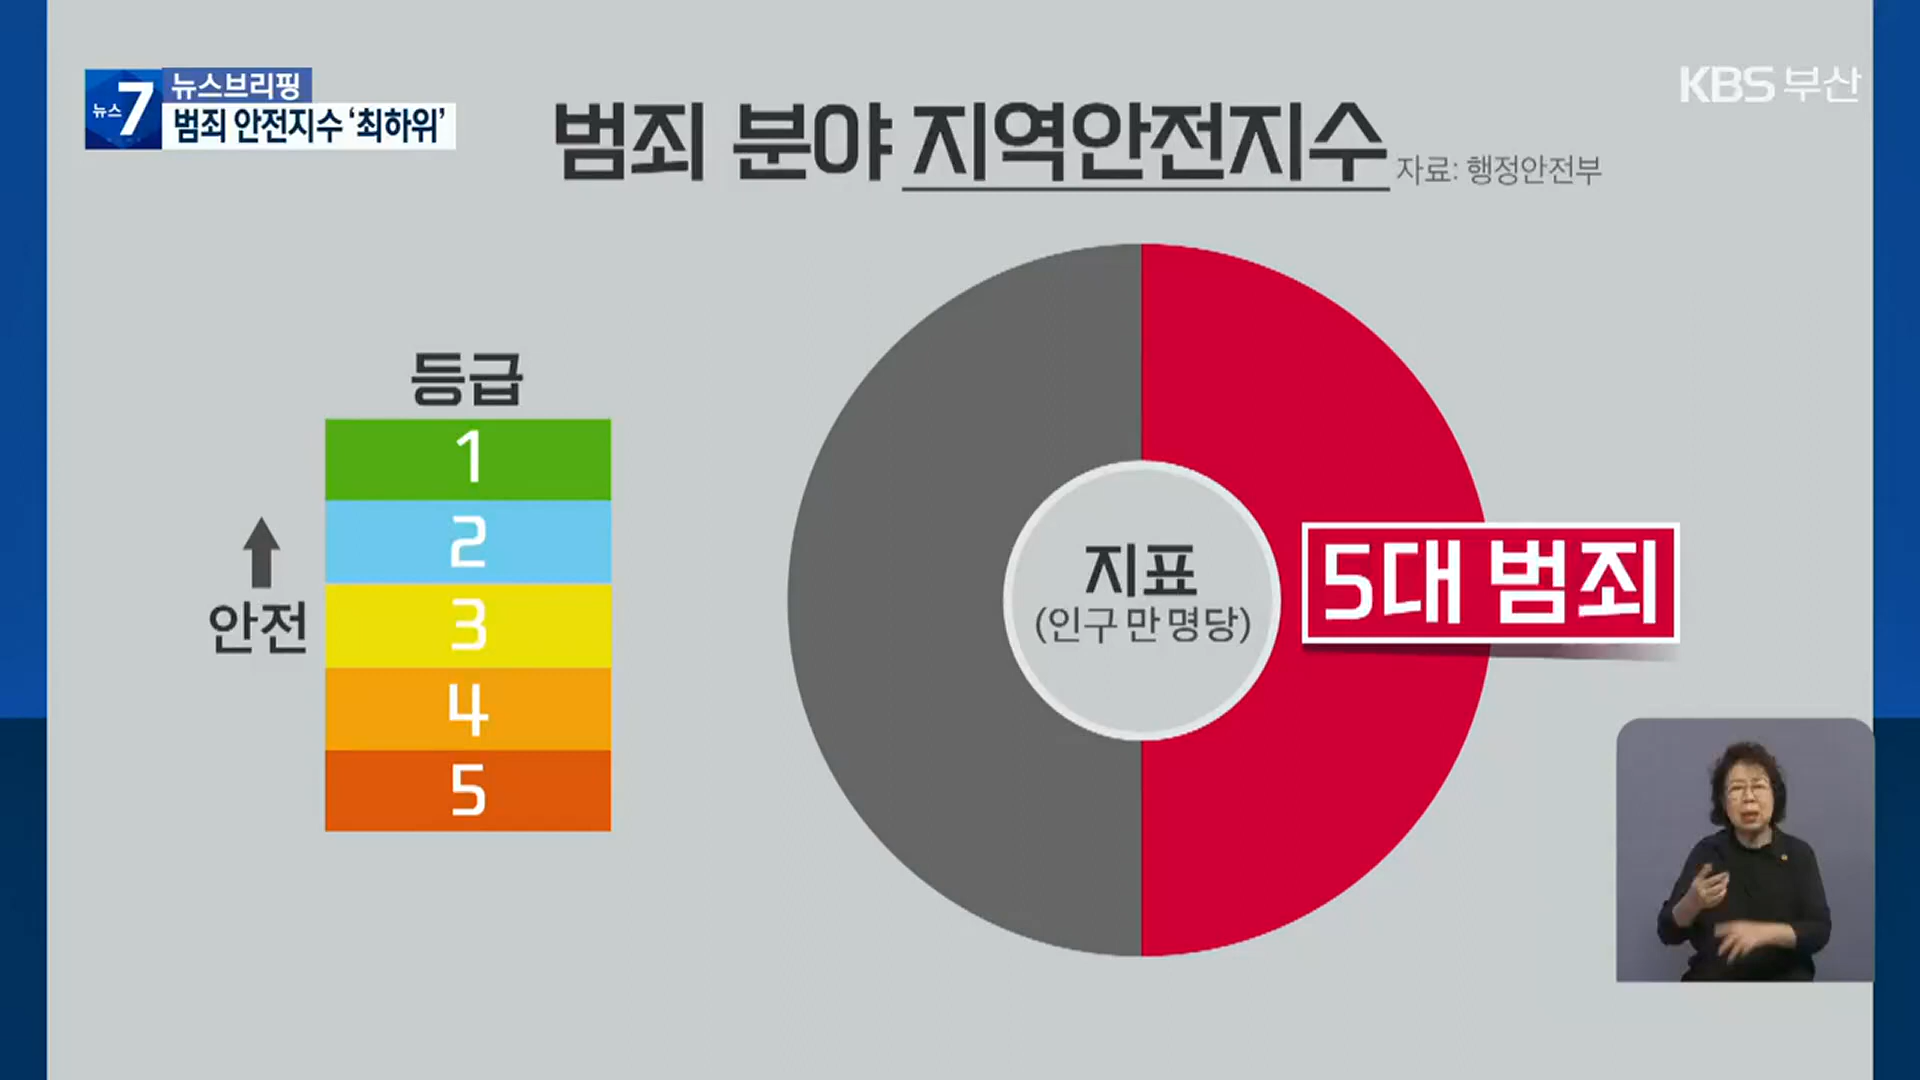 뉴스7
뉴스브리핑
범죄 안전지수 ‘최하위’
KBS 부산
범죄 분야 지역안전지수
자료: 행정안전부
등급
1
2
3
4
5
안전
지표
(인구 만 명당)
5대 범죄